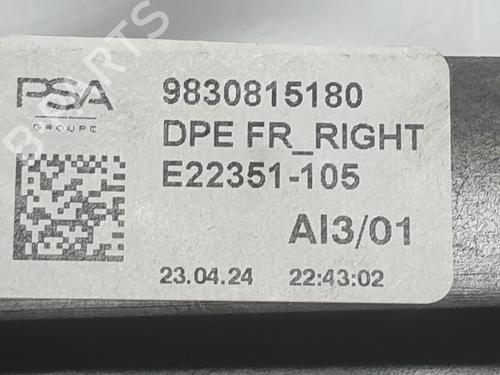 PSA
GROUPE
9830815180
DPE FR_RIGHT
E22351-105
AI3/01
23.04.24 22:43:02